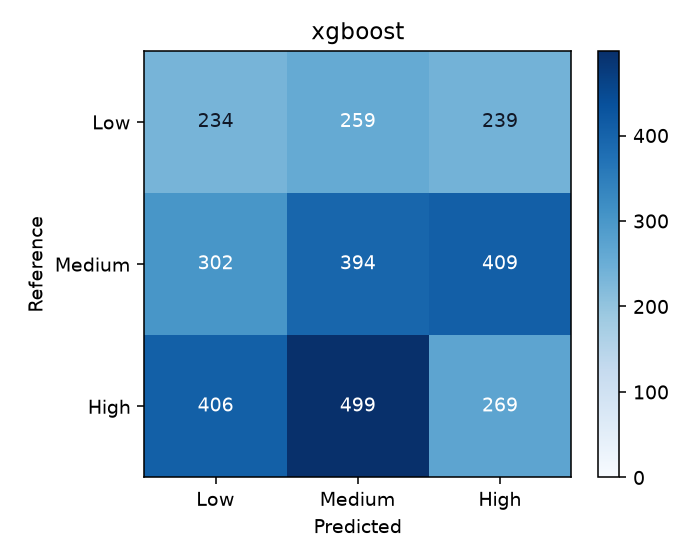 xgboost
Low 234 259 239
Medium 302 394 409
High 406 499 269
Low Medium High
Predicted
Reference
400
300
200
100
0